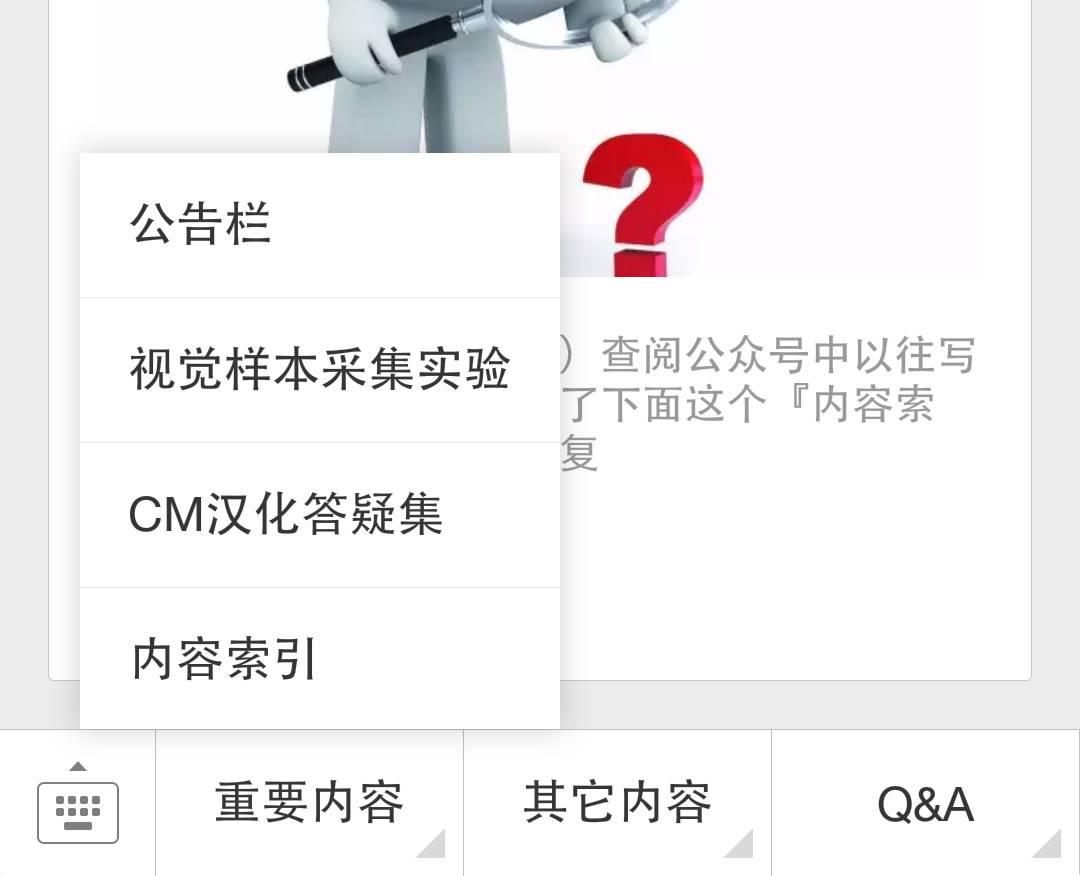 公告栏
视觉样本采集实验
）查阅公众号中以往写
了下面这个『内容索
复
CM汉化答疑集
内容索引
重要内容
其它内容
Q&A